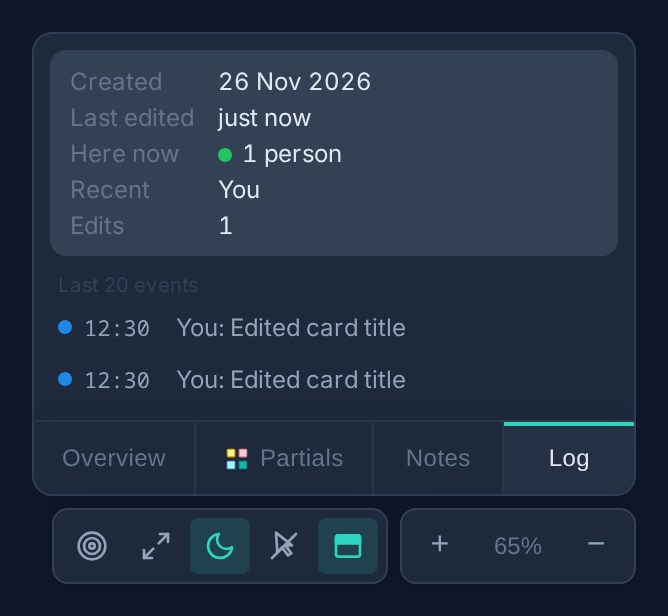 Created 26 Nov 2026
Last edited just now
Here now 1 person
Recent You
Edits 1
Last 20 events
12:30 You: Edited card title
12:30 You: Edited card title
Overview Partials Notes Log
+ 65% −